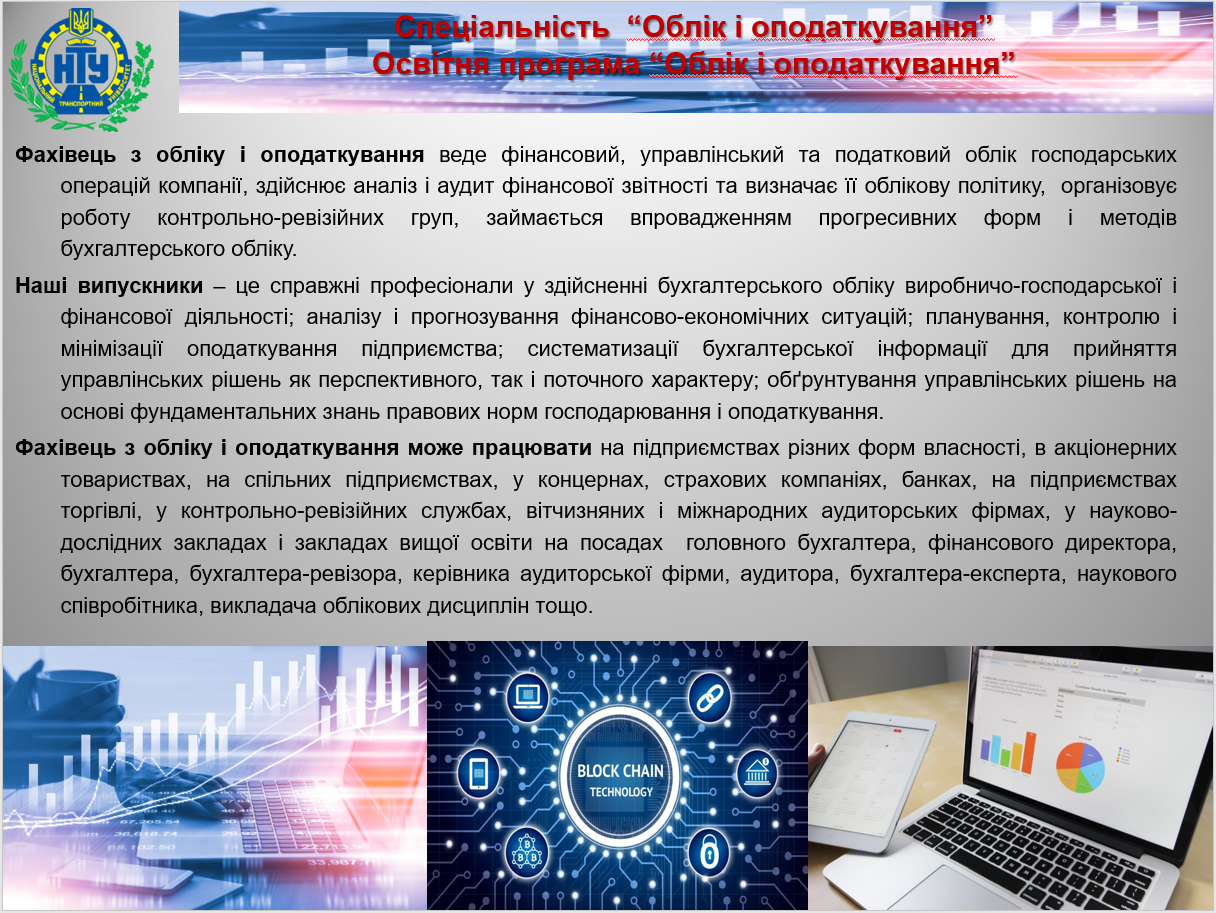 Спеціальність “Облік і оподаткування”
Освітня програма “Облік і оподаткування”
НАЦІОНАЛЬНИЙ
УНІВЕРСИТЕТ
НТУ
ТРАНСПОРТНИЙ
Фахівець з обліку і оподаткування веде фінансовий, управлінський та податковий облік господарських
операцій компанії, здійснює аналіз і аудит фінансової звітності та визначає її облікову політику, організовує
роботу контрольно-ревізійних груп, займається впровадженням прогресивних форм і методів
бухгалтерського обліку.
Наші випускники – це справжні професіонали у здійсненні бухгалтерського обліку виробничо-господарської і
фінансової діяльності; аналізу і прогнозування фінансово-економічних ситуацій; планування, контролю і
мінімізації оподаткування підприємства; систематизації бухгалтерської інформації для прийняття
управлінських рішень як перспективного, так і поточного характеру; обґрунтування управлінських рішень на
основі фундаментальних знань правових норм господарювання і оподаткування.
Фахівець з обліку і оподаткування може працювати на підприємствах різних форм власності, в акціонерних
товариствах, на спільних підприємствах, у концернах, страхових компаніях, банках, на підприємствах
торгівлі, у контрольно-ревізійних службах, вітчизняних і міжнародних аудиторських фірмах, у науково-
дослідних закладах і закладах вищої освіти на посадах головного бухгалтера, фінансового директора,
бухгалтера, бухгалтера-ревізора, керівника аудиторської фірми, аудитора, бухгалтера-експерта, наукового
співробітника, викладача облікових дисциплін тощо.
BLOCK CHAIN
TECHNOLOGY